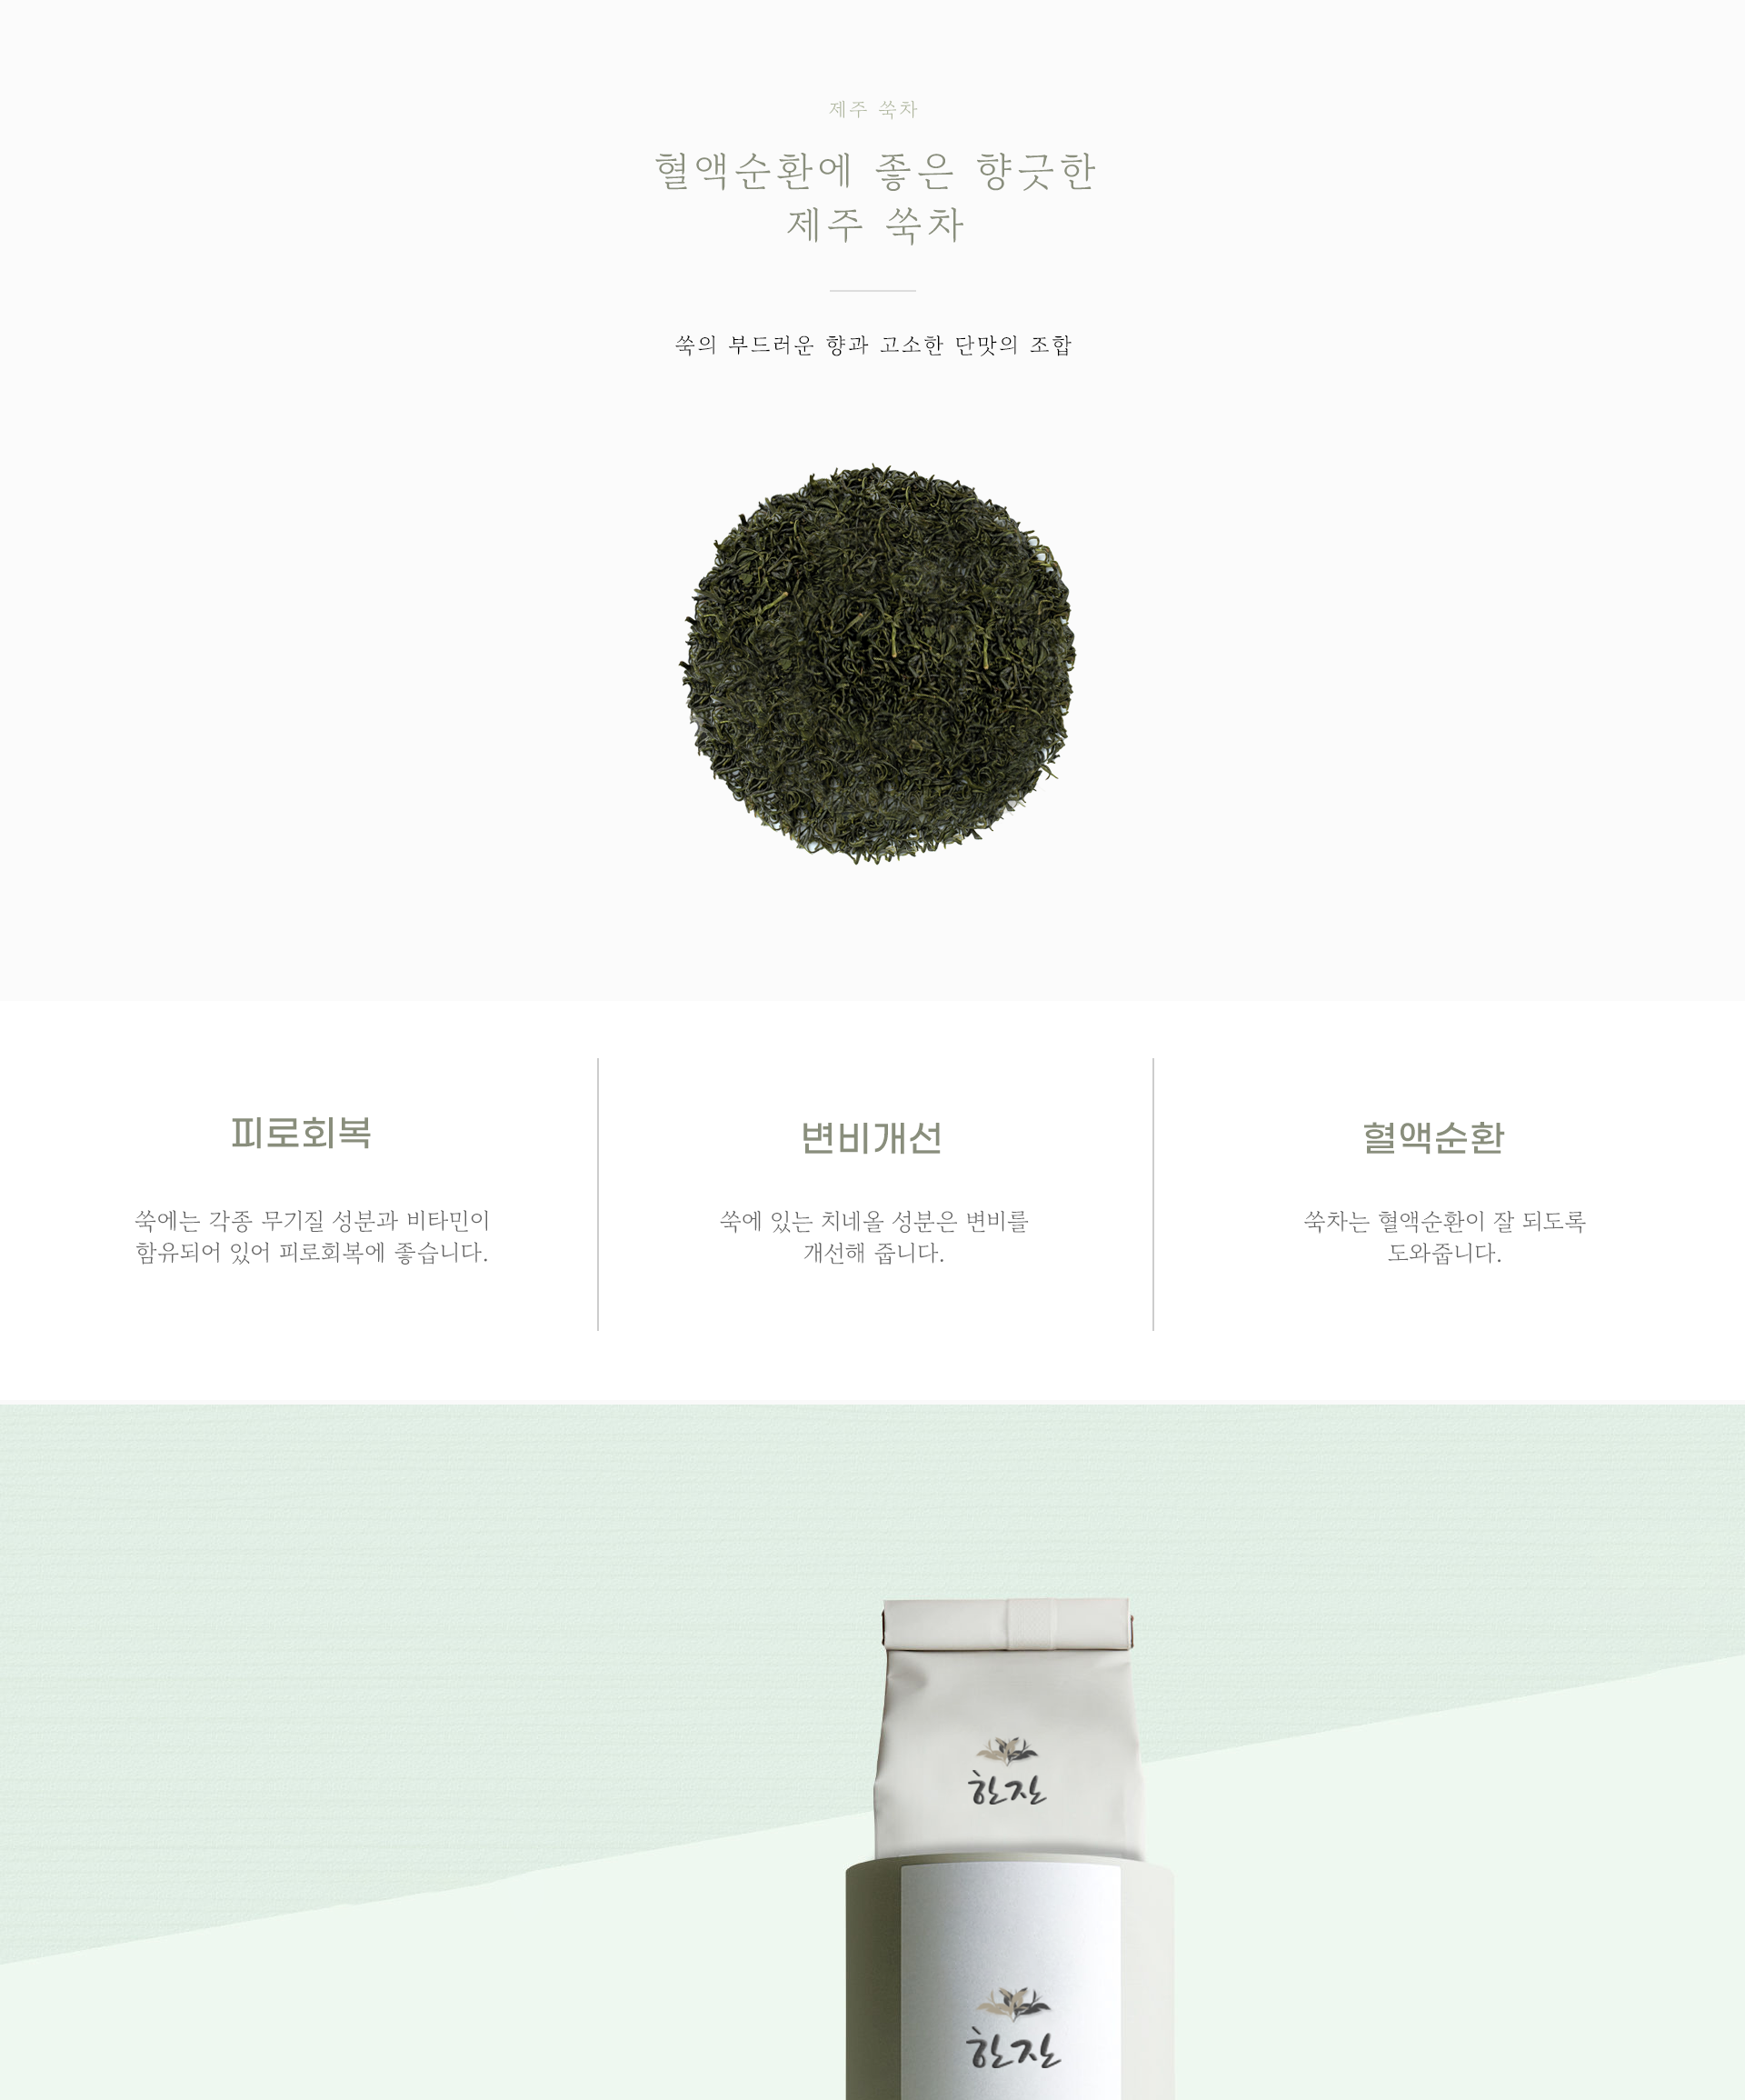 제주 쑥차
혈액순환에 좋은 향긋한
제주 쑥차
쑥의 부드러운 향과 고소한 단맛의 조합
피로회복
쑥에는 각종 무기질 성분과 비타민이
함유되어 있어 피로회복에 좋습니다.
변비개선
쑥에 있는 치네올 성분은 변비를
개선해 줍니다.
혈액순환
쑥차는 혈액순환이 잘 되도록
도와줍니다.
한잔
한잔